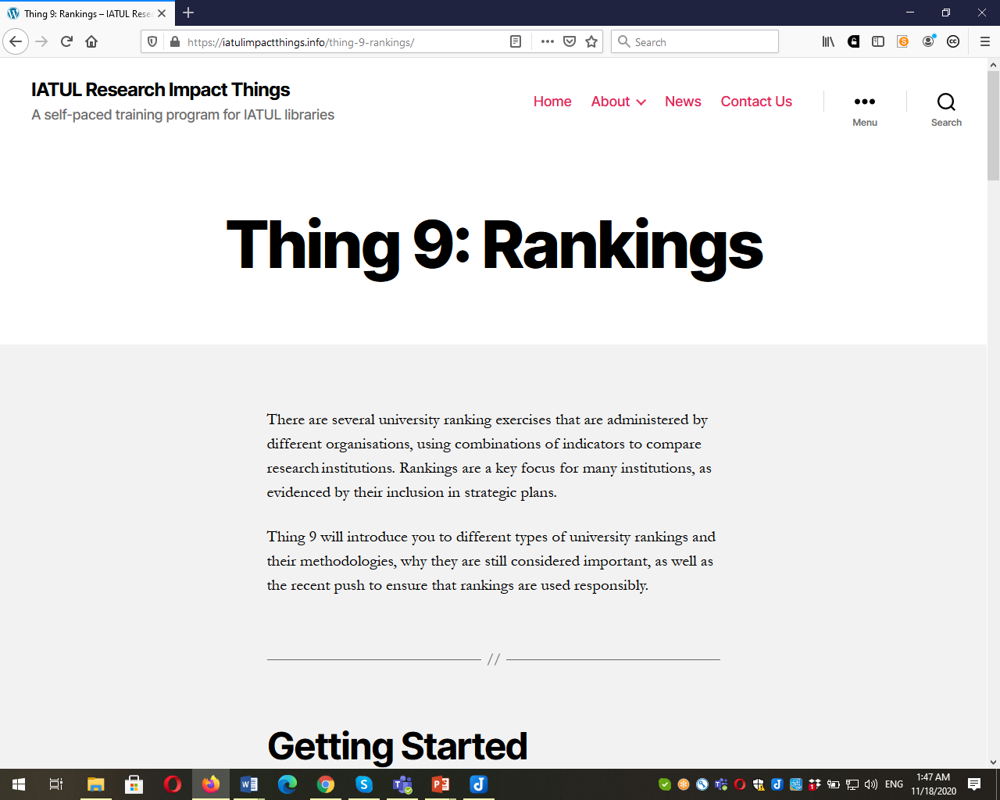 Thing 9: Rankings – IATUL Rese
https://iatulimpactthings.info/thing-9-rankings/
Search
IATUL Research Impact Things
A self-paced training program for IATUL libraries
Home About News Contact Us
Menu
Search
Thing 9: Rankings
There are several university ranking exercises that are administered by
different organisations, using combinations of indicators to compare
research institutions. Rankings are a key focus for many institutions, as
evidenced by their inclusion in strategic plans.
Thing 9 will introduce you to different types of university rankings and
their methodologies, why they are still considered important, as well as
the recent push to ensure that rankings are used responsibly.
//
Getting Started
ENG
1:47 AM
11/18/2020